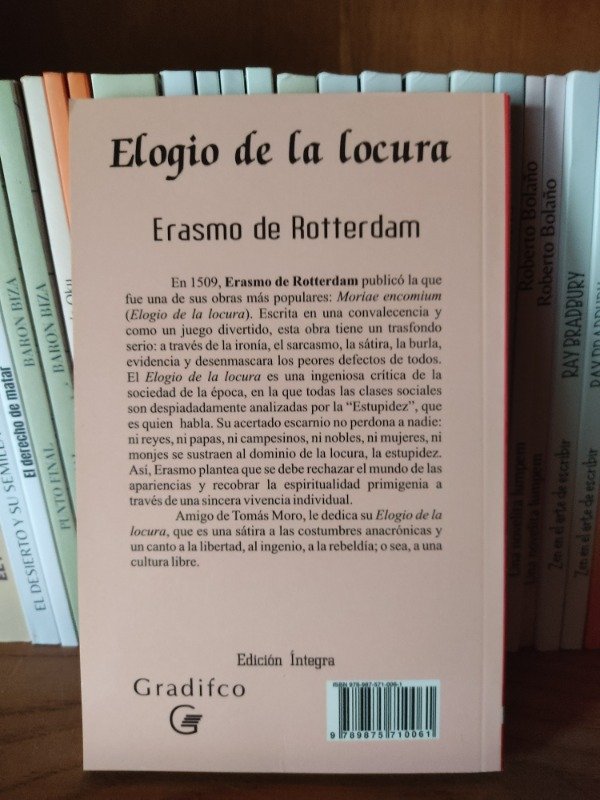 Elogio de la locura
Erasmo de Rotterdam
En 1509, Erasmo de Rotterdam publicó la que
fue una de sus obras más populares: Moriae encomium
(Elogio de la locura). Escrita en una convalecencia y
como un juego divertido, esta obra tiene un trasfondo
serio: a través de la ironía, el sarcasmo, la sátira, la burla,
evidencia y desenmascara los peores defectos de todos.
El Elogio de la locura es una ingeniosa crítica de la
sociedad de la época, en la que todas las clases sociales
son despiadadamente analizadas por la “Estupidez”, que
es quien habla. Su acertado escarnio no perdona a nadie:
ni reyes, ni papas, ni campesinos, ni nobles, ni mujeres, ni
monjes se sustraen al dominio de la locura, la estupidez.
Así, Erasmo plantea que se debe rechazar el mundo de las
apariencias y recobrar la espiritualidad primigenia a
través de una sincera vivencia individual.
Amigo de Tomás Moro, le dedica su Elogio de la
locura, que es una sátira a las costumbres anacrónicas y
un canto a la libertad, al ingenio, a la rebeldía; o sea, a una
cultura libre.
Edición Íntegra
Gradifco
G
ISBN 978-987-571-006-1
9 789875 710061
EL DESIERTO Y SU SEMILLA
El derecho de matar
BARON BIZA
PUNTO FINAL
BARON BIZA
Roberto Bolaño
Roberto Bolaño
RAY BRADBURY
RAY BRADBURY
Zen en el arte de escribir
Zen en el arte de escribir